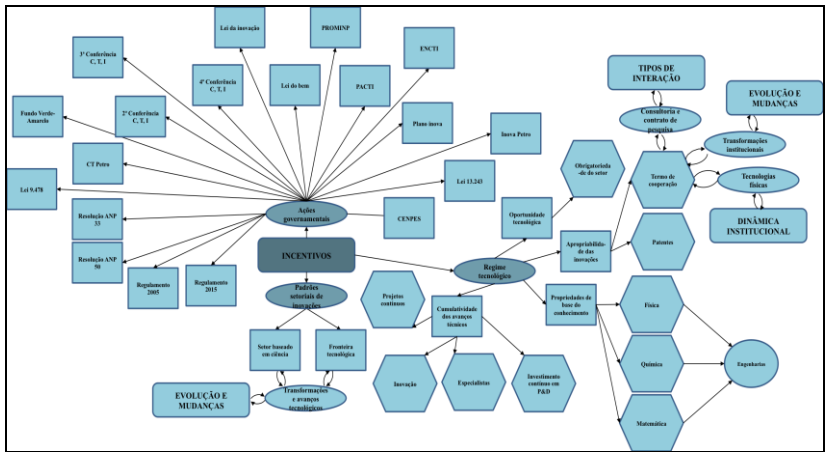 Lei da inovação
PROMINP
ENCTI
3ª Conferência
C, T, I
4ª Conferência
C, T, I
Lei do bem
PACTI
TIPOS DE
INTERAÇÃO
EVOLUÇÃO E
MUDANÇAS
Fundo Verde-
Amarelo
2ª Conferência
C, T, I
Plano inova
Inova Petro
Consultoria e
contrato de
pesquisa
Transformações
institucionais
CT Petro
Obrigatorieda
-de do setor
Termo de
cooperação
Tecnologias
físicas
Lei 9.478
Lei 13.243
Resolução ANP
33
Ações
governamentais
CENPES
Oportunidade
tecnológica
DINÂMICA
INSTITUCIONAL
Resolução ANP
50
INCENTIVOS
Apropriabilida-
de das
inovações
Patentes
Regulamento
2005
Regulamento
2015
Regime
tecnológico
Padrões
setoriais de
inovações
Projetos
contínuos
Cumulatividade
dos avanços
técnicos
Propriedades de
base do
conhecimento
Física
Setor baseado
em ciência
Fronteira
tecnológica
Química
Engenharias
EVOLUÇÃO E
MUDANÇAS
Transformações
e avanços
tecnológicos
Inovação
Especialistas
Investimento
contínuo em
P&D
Matemática